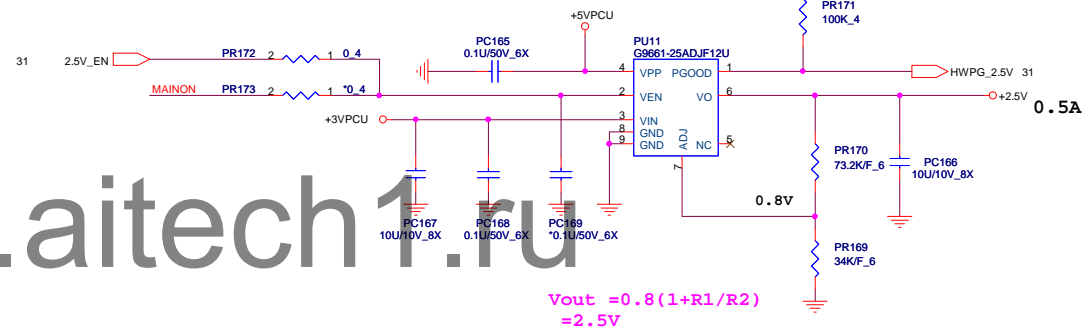 PR171
100K_4
+5VPCU
PC165
0.1U/50V_6X
PU11
G9661-25ADJF12U
31 2.5V_EN PR172 2 1 0_4
MAINON PR173 2 1 *0_4
+3VPCU
4 VPP PGOOD 1 HWPG_2.5V 31
2 VEN VO 6 +2.5V
0.5A
3 VIN
8 GND
9 GND ADJ NC 5
7
PR170
73.2K/F_6
PC166
10U/10V_8X
0.8V
PC167
10U/10V_8X
PC168
0.1U/50V_6X
PC169
*0.1U/50V_6X
PR169
34K/F_6
.aitech1.ru
Vout =0.8(1+R1/R2)
=2.5V